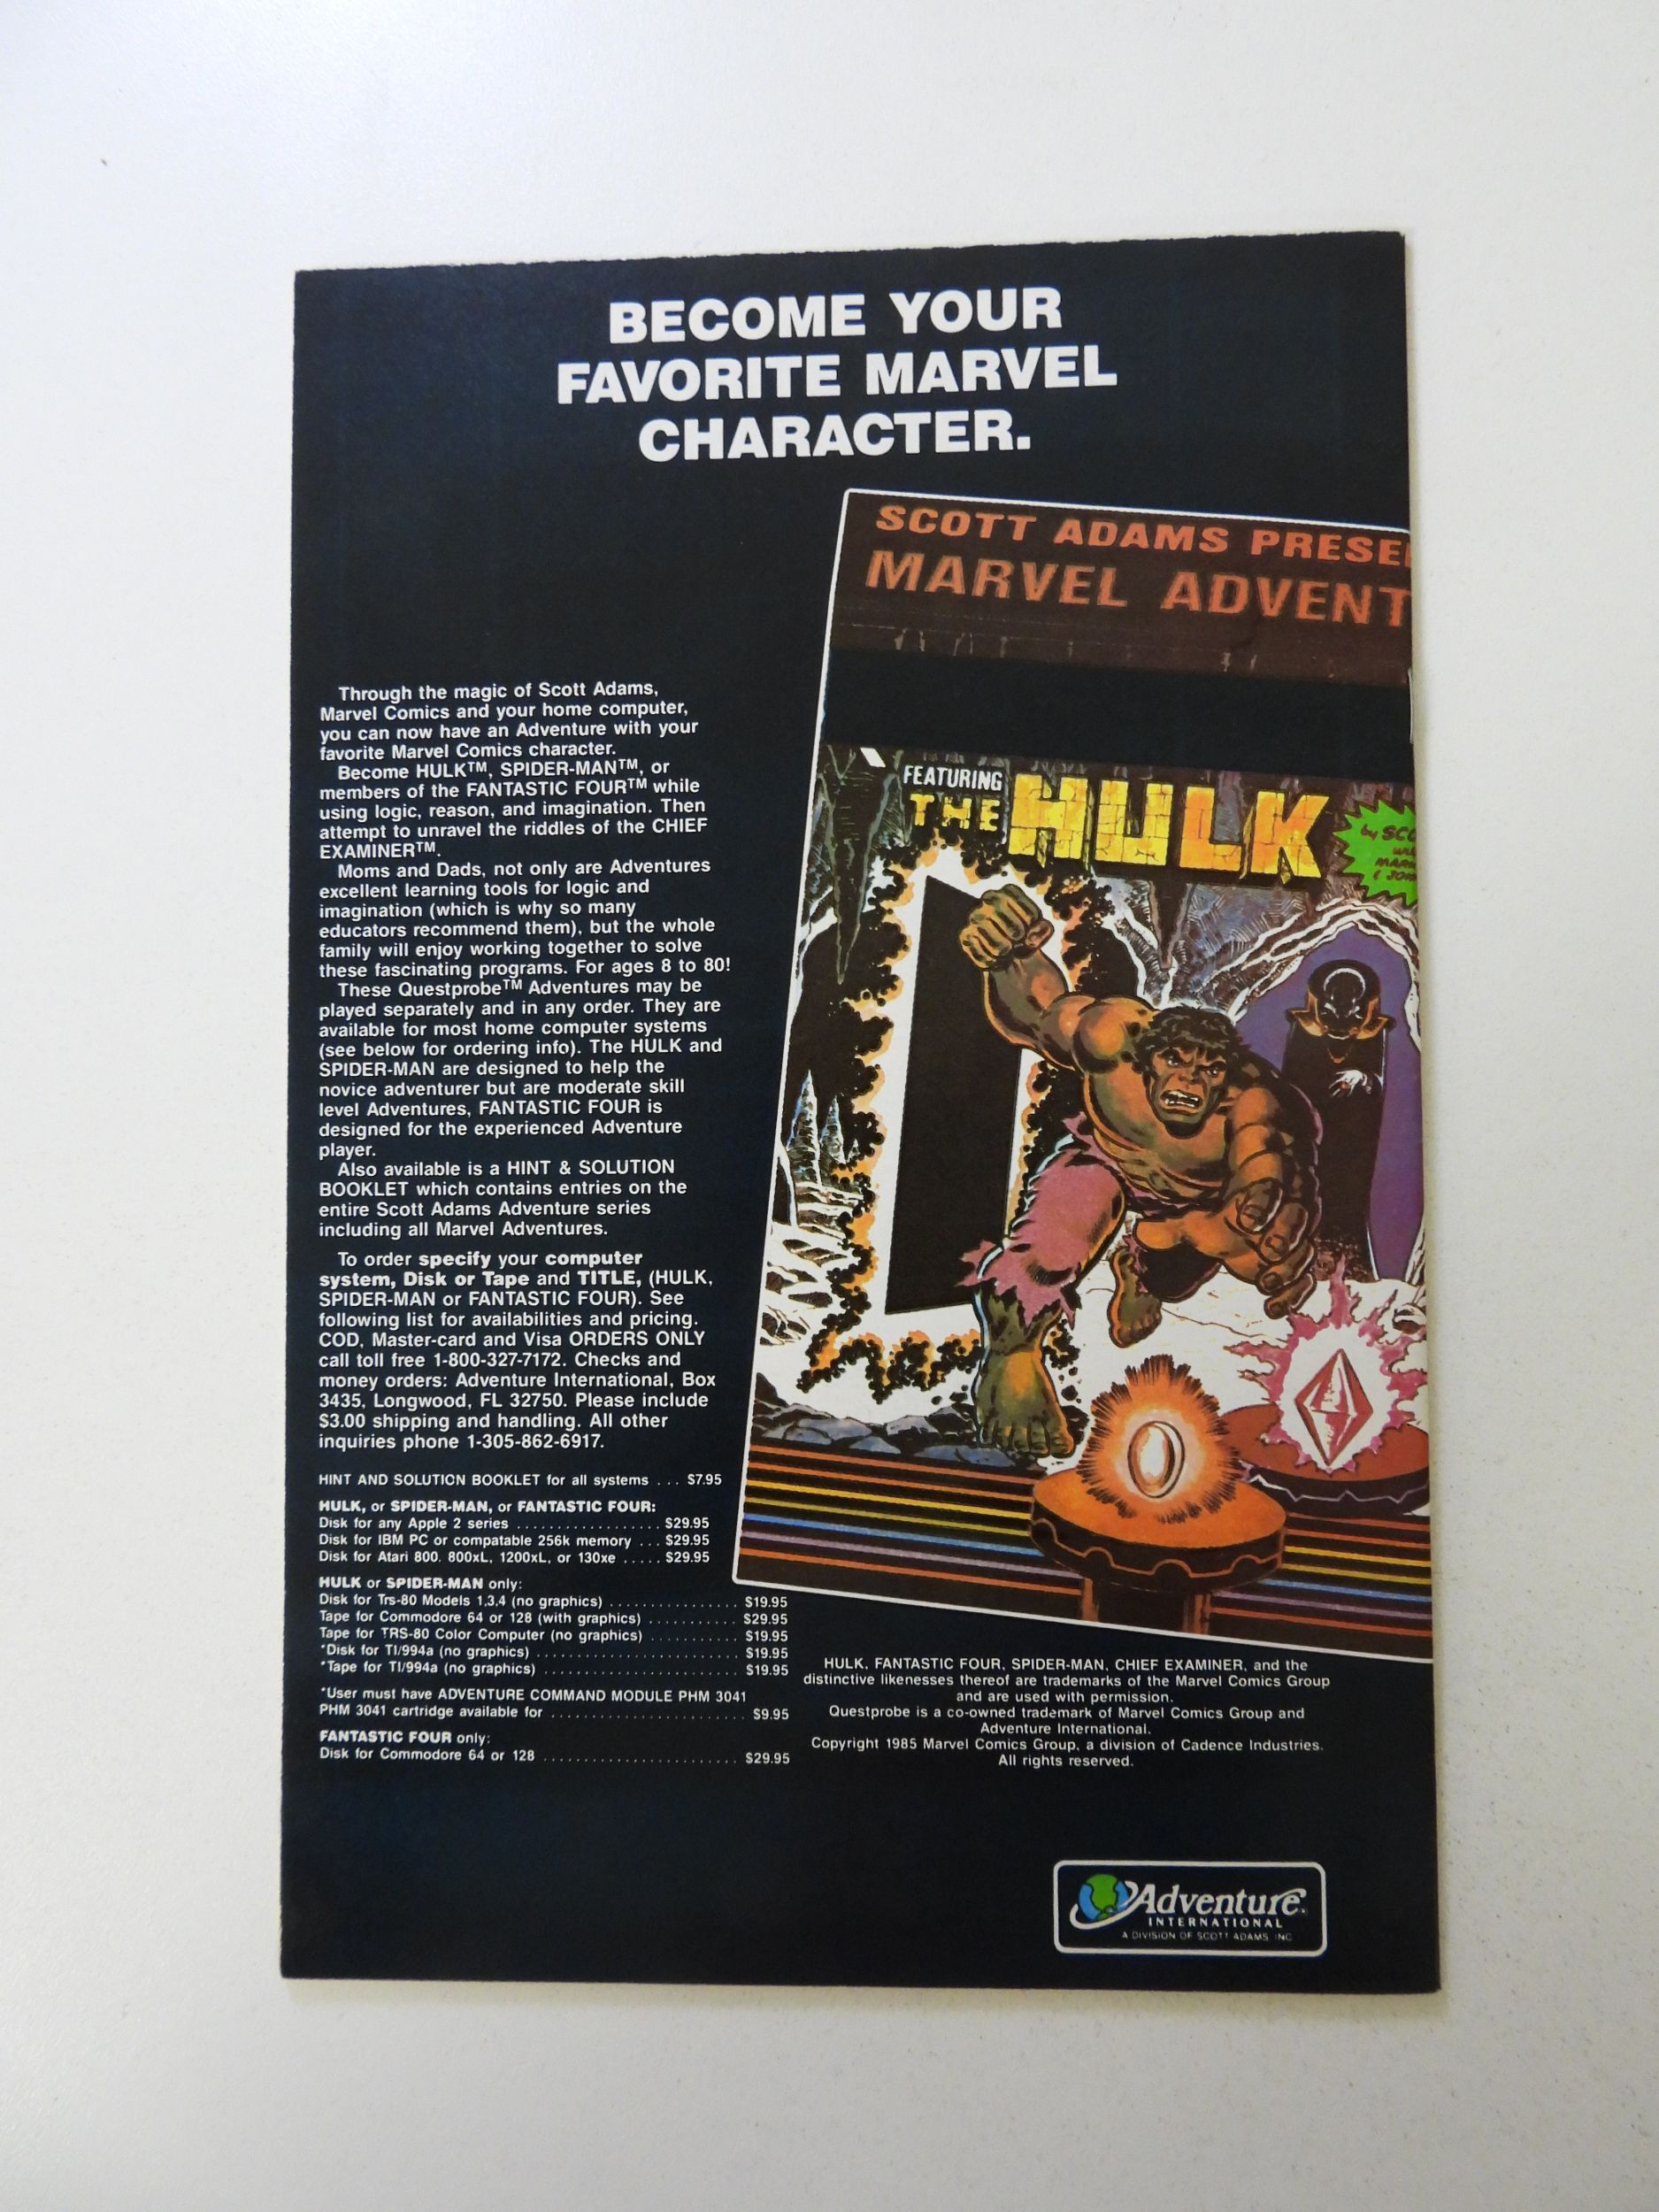 BECOME YOUR
FAVORITE MARVEL
CHARACTER.
SCOTT ADAMS
MARVEL
FEATURING
THE HULK
by
Through the magic of Scott Adams,
Marvel Comics and your home computer,
you can now have an Adventure with your
favorite Marvel Comics character.
Become HULK™, SPIDER-MAN™, or
members of the FANTASTIC FOUR™ while
using logic, reason, and imagination. Then
attempt to unravel the riddles of the CHIEF
EXAMINER™.
Moms and Dads, not only are Adventures
excellent learning tools for logic and
imagination (which is why so many
educators recommend them), but the whole
family will enjoy working together to solve
these fascinating programs. For ages 8 to 80!
These Questprobe™ Adventures may be
played separately and in any order. They are
available for most home computer systems
(see below for ordering info). The HULK and
SPIDER-MAN are designed to help the
novice adventurer but are moderate skill
level Adventures, FANTASTIC FOUR is
designed for the experienced Adventure
player.
Also available is a HINT & SOLUTION
BOOKLET which contains entries on the
entire Scott Adams Adventure series
including all Marvel Adventures.
To order specify your computer
system, Disk or Tape and TITLE, (HULK,
SPIDER-MAN or FANTASTIC FOUR). See
following list for availabilities and pricing.
COD, Master-card and Visa ORDERS ONLY
call toll free 1-800-327-7172. Checks and
money orders: Adventure International, Box
3435, Longwood, FL 32750. Please include
$3.00 shipping and handling. All other
inquiries phone 1-305-862-6917.
HINT AND SOLUTION BOOKLET for all systems ... $7.95
HULK, or SPIDER-MAN, or FANTASTIC FOUR:
Disk for any Apple 2 series .................. $29.95
Disk for IBM PC or compatable 256k memory ... $29.95
Disk for Atari 800. 800xL, 1200xL, or 130xe ..... $29.95
HULK or SPIDER-MAN only:
Disk for Trs-80 Models 1,3,4 (no graphics) ................ $19.95
Tape for Commodore 64 or 128 (with graphics) ........... $29.95
Tape for TRS-80 Color Computer (no graphics) ........... $19.95
*Disk for TI/994a (no graphics) ......................... $19.95
*Tape for TI/994a (no graphics) ........................ $19.95
*User must have ADVENTURE COMMAND MODULE PHM 3041
PHM 3041 cartridge available for ........................ $9.95
FANTASTIC FOUR only:
Disk for Commodore 64 or 128 ........................ $29.95
HULK, FANTASTIC FOUR, SPIDER-MAN, CHIEF EXAMINER, and the
distinctive likenesses thereof are trademarks of the Marvel Comics Group
and are used with permission.
Questprobe is a co-owned trademark of Marvel Comics Group and
Adventure International.
Copyright 1985 Marvel Comics Group, a division of Cadence Industries.
All rights reserved.
Adventure
INTERNATIONAL
A DIVISION OF SCOTT ADAMS, INC